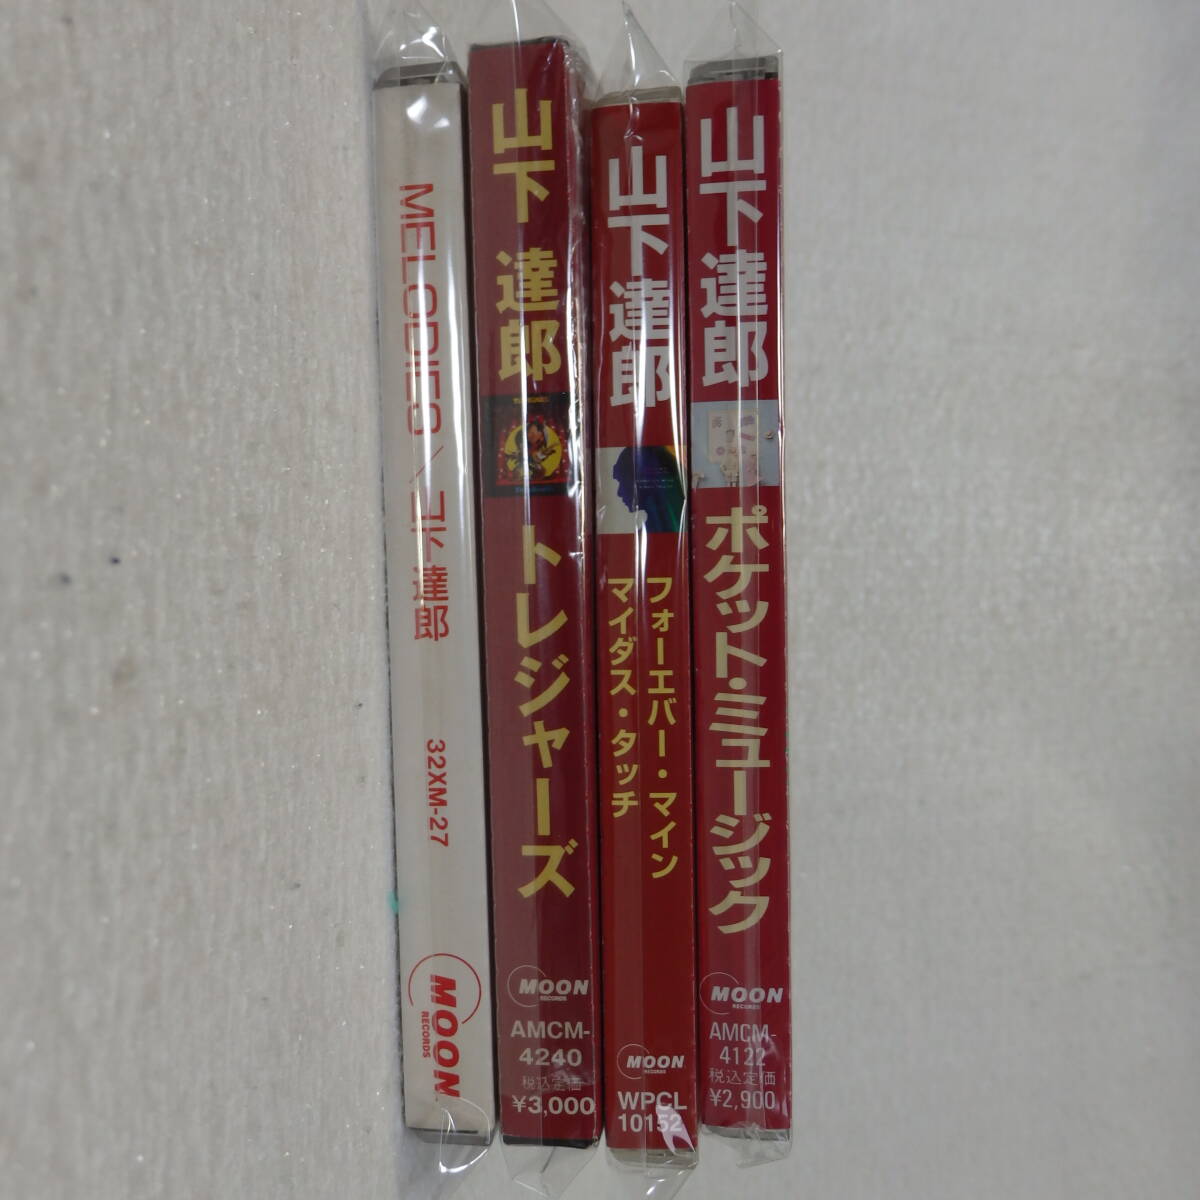 MELODIES / 山下達郎
32XM-27
MOON
RECORDS
山下達郎
トレジャーズ
MOON
RECORDS
AMCM-
4240
税込定価
¥3,000
山下達郎
フォーエバー・マイン
マイダス・タッチ
MOON
RECORDS
WPCL
10152
山下達郎
ポケット・ミュージック
MOON
RECORDS
AMCM-
4122
税込定価
¥2,900